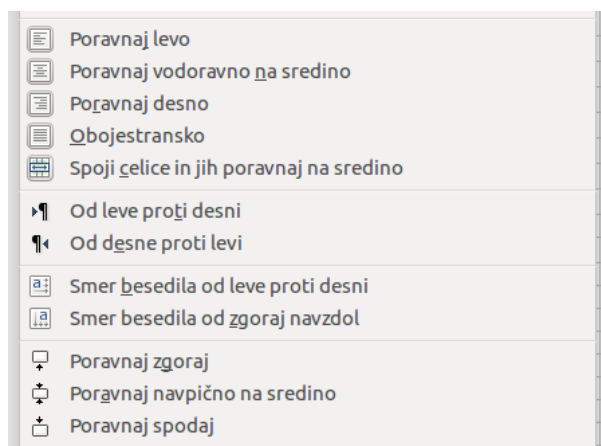 Poravnaj levo
Poravnaj vodoravno na sredino
Poravnaj desno
Obojestransko
Spoji celice in jih poravnaj na sredino
Od leve proti desni
Od desne proti levi
Smer besedila od leve proti desni
Smer besedila od zgoraj navzdol
Poravnaj zgoraj
Poravnaj navpično na sredino
Poravnaj spodaj